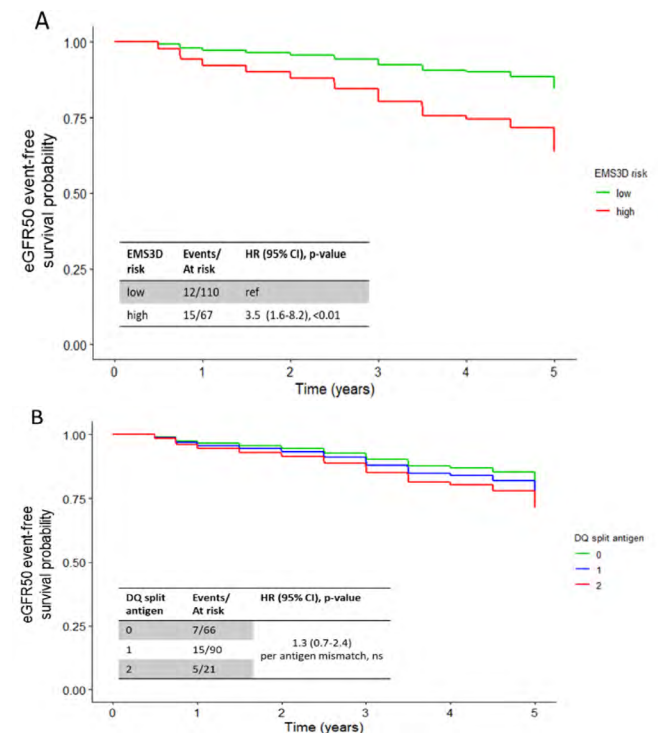 A
1.00
0.75
0.50
0.25
0.00
eGFR50 event-free
survival probability
EMS3D risk
low
high
EMS3D risk Events/ At risk HR (95% CI), p-value
low 12/110 ref
high 15/67 3.5 (1.6-8.2), <0.01
0 1 2 3 4 5
Time (years)
B
1.00
0.75
0.50
0.25
0.00
eGFR50 event-free
survival probability
DQ split antigen
0
1
2
DQ split antigen Events/ At risk HR (95% CI), p-value
0 7/66
1 15/90
2 5/21
1.3 (0.7-2.4)
per antigen mismatch, ns
0 1 2 3 4 5
Time (years)